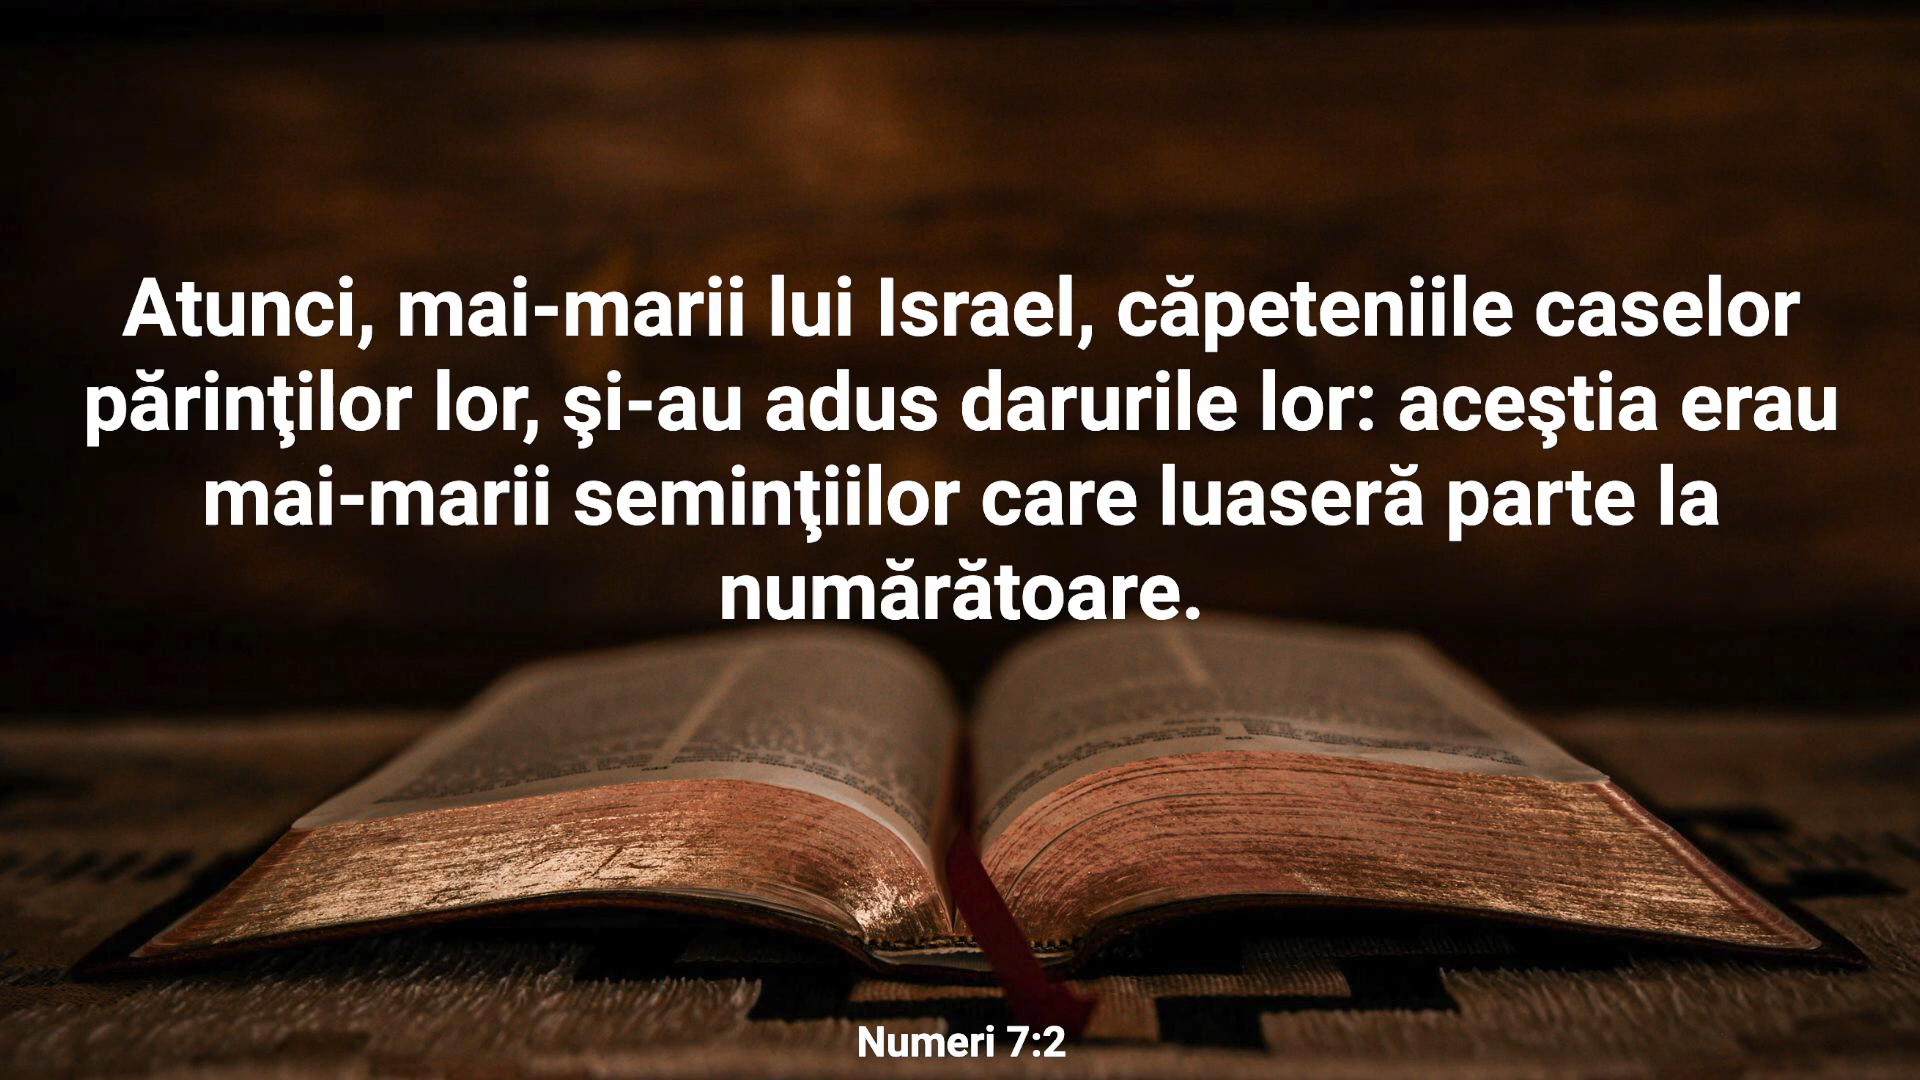 Atunci, mai-marii lui Israel, căpeteniile caselor
părinţilor lor, şi-au adus darurile lor: aceştia erau
mai-marii seminţiilor care luaseră parte la
numărătoare.
Numeri 7:2